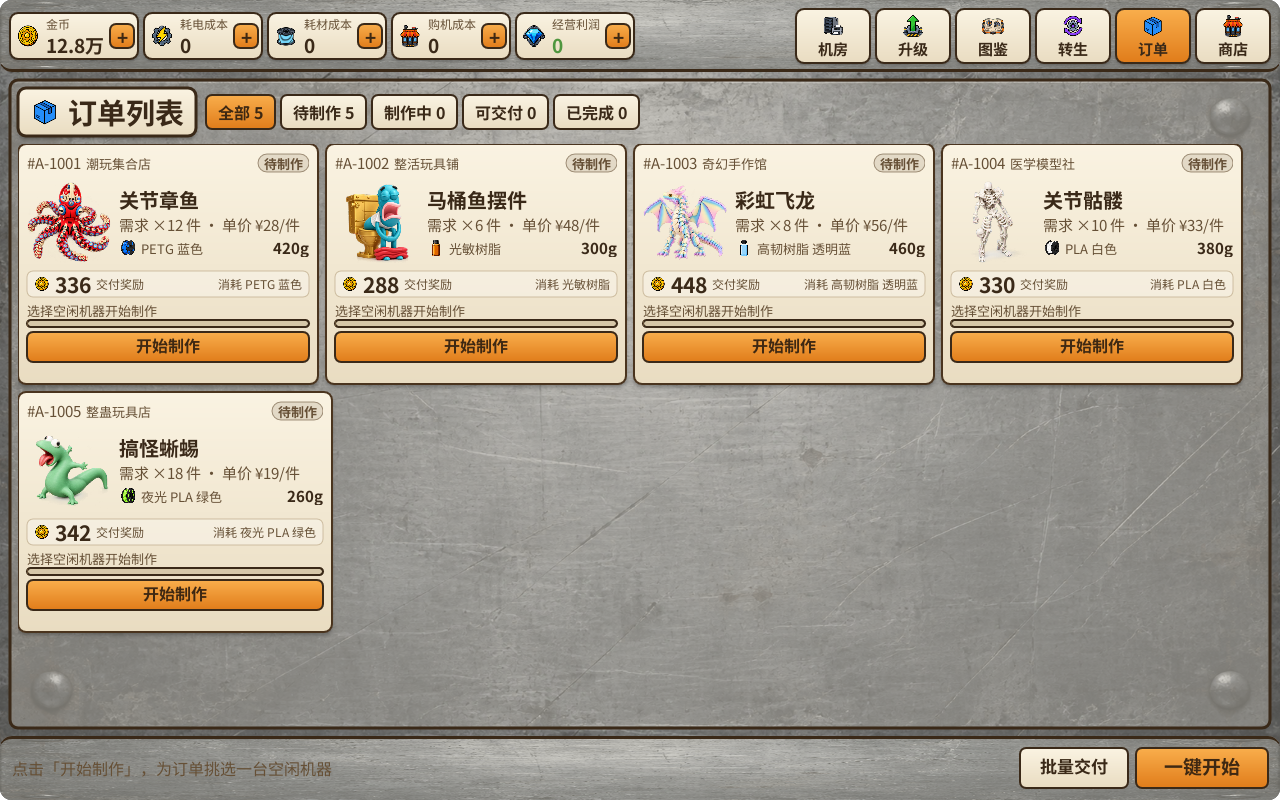 金币 12.8万 +
耗电成本 0 +
耗材成本 0 +
购机成本 0 +
经营利润 0 +
机房
升级
图鉴
转生
订单
商店
订单列表
全部 5
待制作 5
制作中 0
可交付 0
已完成 0
#A-1001 潮玩集合店 待制作
关节章鱼
需求 ×12 件 · 单价 ¥28/件
PETG 蓝色 420g
336 交付奖励 消耗 PETG 蓝色
选择空闲机器开始制作
开始制作
#A-1002 整活玩具铺 待制作
马桶鱼摆件
需求 ×6 件 · 单价 ¥48/件
光敏树脂 300g
288 交付奖励 消耗 光敏树脂
选择空闲机器开始制作
开始制作
#A-1003 奇幻手作馆 待制作
彩虹飞龙
需求 ×8 件 · 单价 ¥56/件
高韧树脂 透明蓝 460g
448 交付奖励 消耗 高韧树脂 透明蓝
选择空闲机器开始制作
开始制作
#A-1004 医学模型社 待制作
关节骷髅
需求 ×10 件 · 单价 ¥33/件
PLA 白色 380g
330 交付奖励 消耗 PLA 白色
选择空闲机器开始制作
开始制作
#A-1005 整蛊玩具店 待制作
搞怪蜥蜴
需求 ×18 件 · 单价 ¥19/件
夜光 PLA 绿色 260g
342 交付奖励 消耗 夜光 PLA 绿色
选择空闲机器开始制作
开始制作
点击「开始制作」，为订单挑选一台空闲机器
批量交付
一键开始